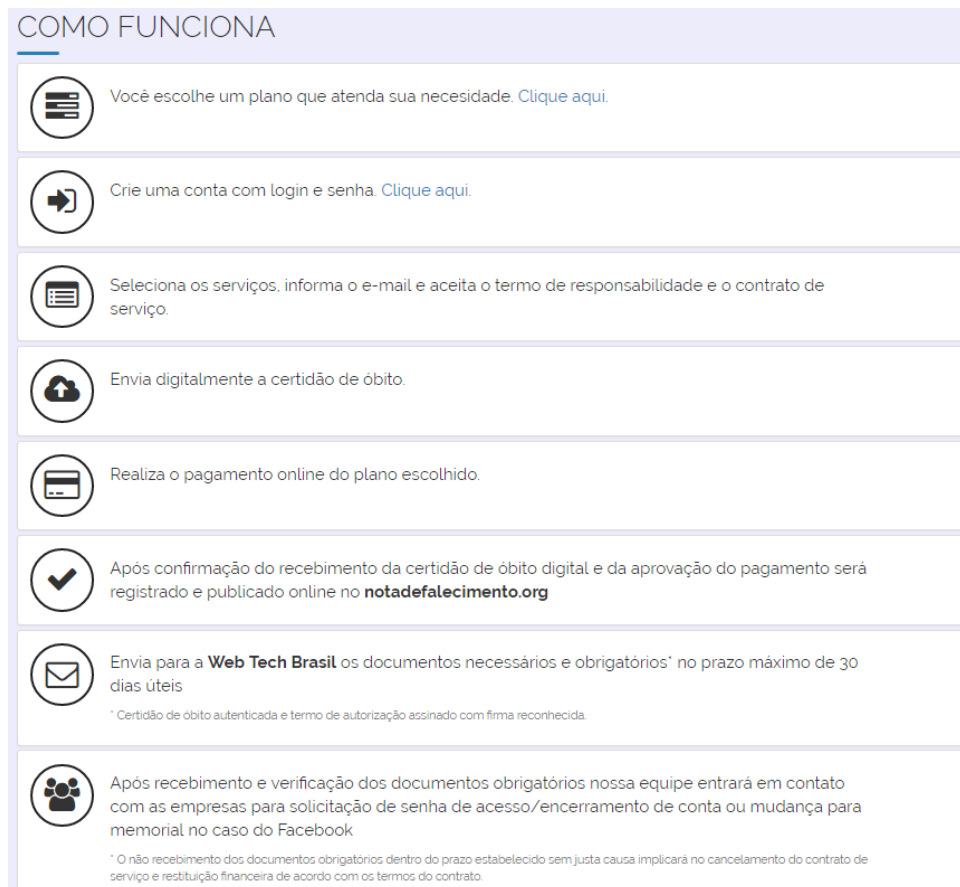 COMO FUNCIONA
Você escolhe um plano que atenda sua necesidade. Clique aqui.
Crie uma conta com login e senha. Clique aqui.
Seleciona os serviços, informa o e-mail e aceita o termo de responsabilidade e o contrato de
serviço.
Envia digitalmente a certidão de óbito.
Realiza o pagamento online do plano escolhido.
Após confirmação do recebimento da certidão de óbito digital e da aprovação do pagamento será
registrado e publicado online no notadefalecimento.org
Envia para a Web Tech Brasil os documentos necessários e obrigatórios* no prazo máximo de 30
dias úteis
* Certidão de óbito autenticada e termo de autorização assinado com firma reconhecida.
Após recebimento e verificação dos documentos obrigatórios nossa equipe entrará em contato
com as empresas para solicitação de senha de acesso/encerramento de conta ou mudança para
memorial no caso do Facebook
* O não recebimento dos documentos obrigatórios dentro do prazo estabelecido sem justa causa implicará no cancelamento do contrato de
serviço e restituição financeira de acordo com os termos do contrato.